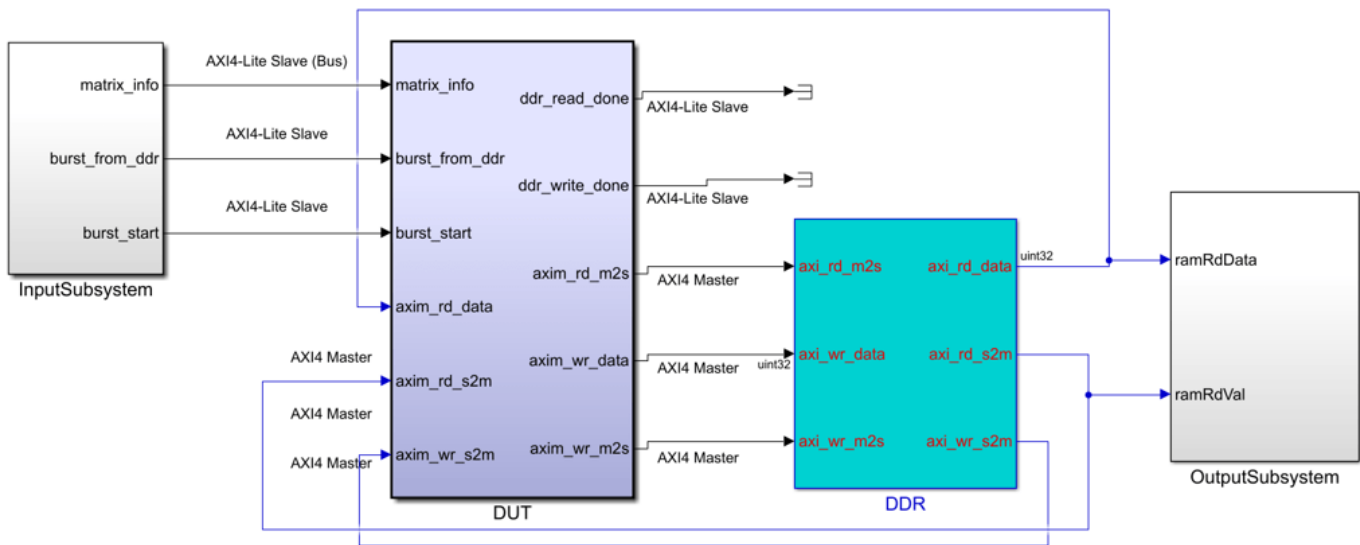 matrix_info
burst_from_ddr
burst_start
InputSubsystem
AXI4-Lite Slave (Bus)
AXI4-Lite Slave
AXI4-Lite Slave
AXI4 Master
AXI4 Master
AXI4 Master
matrix_info
burst_from_ddr
burst_start
axim_rd_data
axim_rd_s2m
axim_wr_s2m
ddr_read_done
ddr_write_done
axim_rd_m2s
axim_wr_data
axim_wr_m2s
DUT
AXI4-Lite Slave
AXI4-Lite Slave
AXI4 Master
AXI4 Master
uint32
AXI4 Master
axi_rd_m2s
axi_wr_data
axi_wr_m2s
axi_rd_data
axi_rd_s2m
axi_wr_s2m
DDR
uint32
ramRdData
ramRdVal
OutputSubsystem